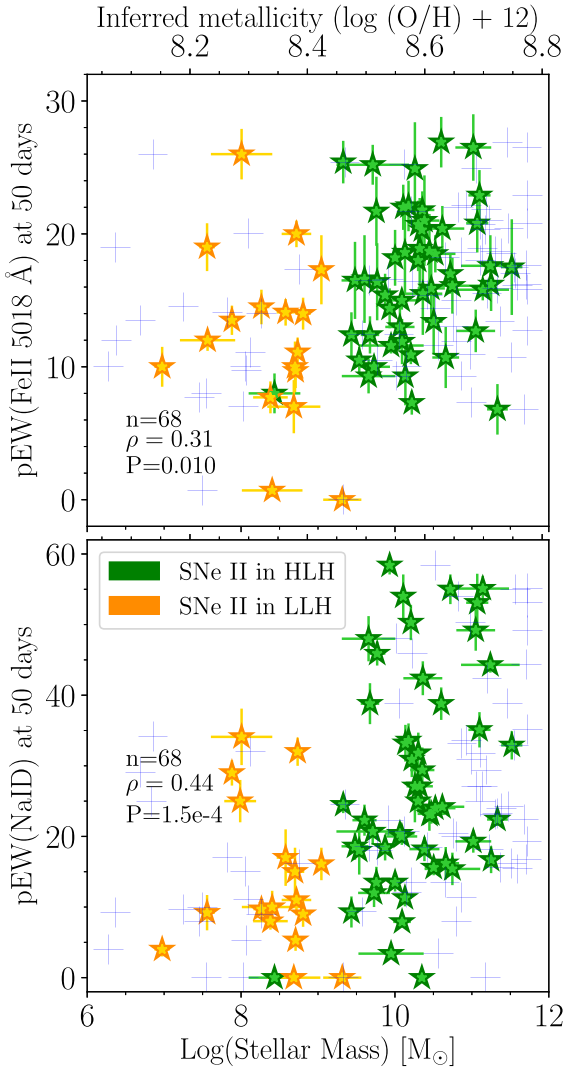 Inferred metallicity (log (O/H) + 12)
8.2 8.4 8.6 8.8
pEW(FeII 5018 Å) at 50 days
30
20
10
0
n=68
ρ = 0.31
P=0.010
pEW(NaID) at 50 days
60
40
20
0
SNe II in HLH
SNe II in LLH
n=68
ρ = 0.44
P=1.5e-4
6 8 10 12
Log(Stellar Mass) [M⊙]